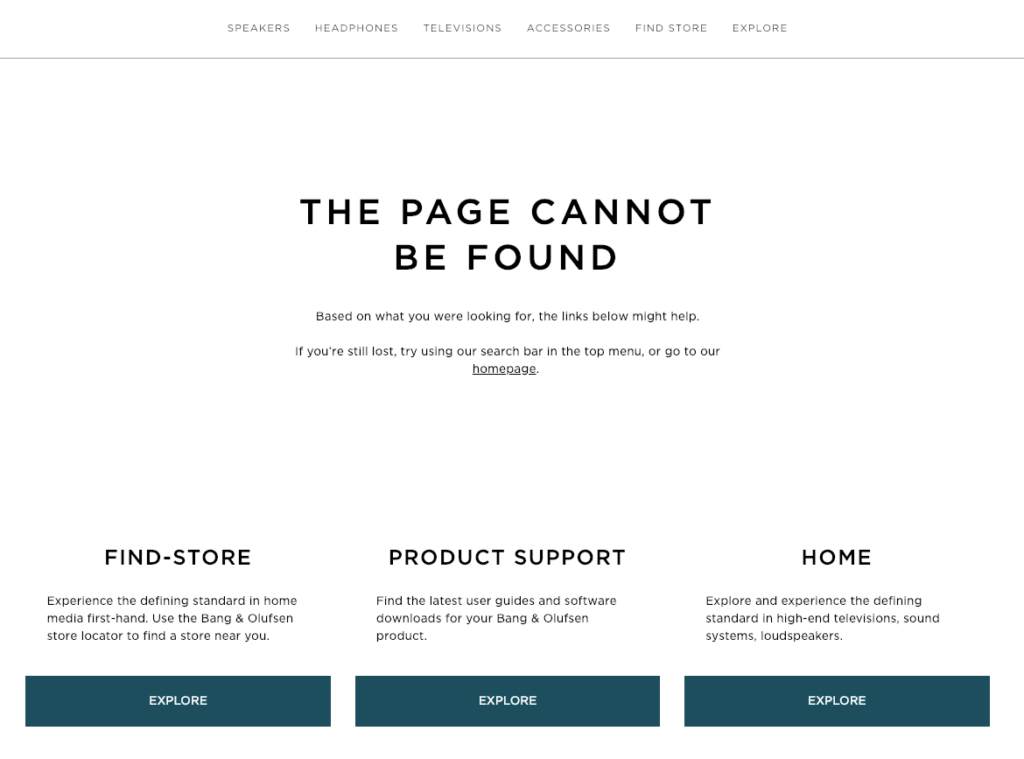 SPEAKERS HEADPHONES TELEVISIONS ACCESSORIES FIND STORE EXPLORE
THE PAGE CANNOT
BE FOUND
Based on what you were looking for, the links below might help.
If you're still lost, try using our search bar in the top menu, or go to our
homepage.
FIND-STORE
Experience the defining standard in home
media first-hand. Use the Bang & Olufsen
store locator to find a store near you.
EXPLORE
PRODUCT SUPPORT
Find the latest user guides and software
downloads for your Bang & Olufsen
product.
EXPLORE
HOME
Explore and experience the defining
standard in high-end televisions, sound
systems, loudspeakers.
EXPLORE